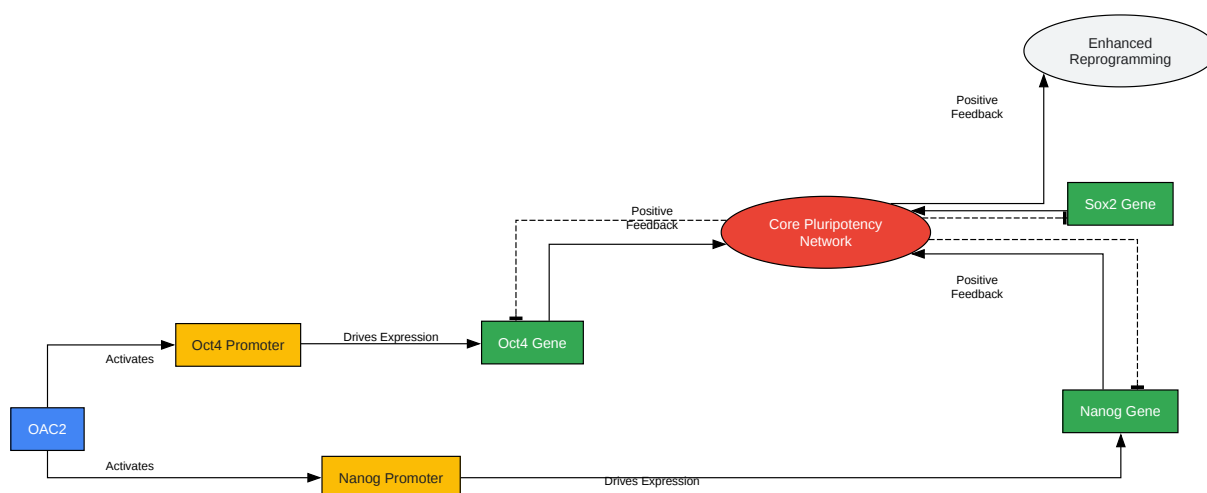 Enhanced
Reprogramming
Positive
Feedback
Sox2 Gene
Positive
Feedback
Core Pluripotency
Network
Positive
Feedback
Oct4 Promoter
Drives Expression
Oct4 Gene
Activates
Nanog Gene
OAC2
Activates
Nanog Promoter
Drives Expression